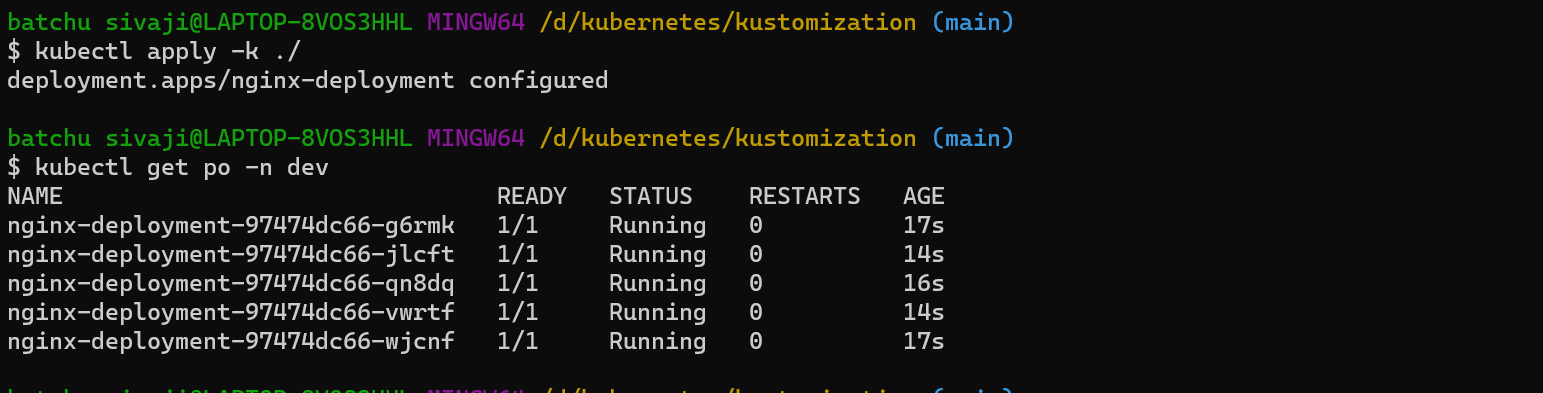 batchu sivaji@LAPTOP-8VOS3HHL MINGW64 /d/kubernetes/kustomization (main)
$ kubectl apply -k ./
deployment.apps/nginx-deployment configured
batchu sivaji@LAPTOP-8VOS3HHL MINGW64 /d/kubernetes/kustomization (main)
$ kubectl get po -n dev
NAME READY STATUS RESTARTS AGE
nginx-deployment-97474dc66-g6rmk 1/1 Running 0 17s
nginx-deployment-97474dc66-jlcft 1/1 Running 0 14s
nginx-deployment-97474dc66-qn8dq 1/1 Running 0 16s
nginx-deployment-97474dc66-vwrtf 1/1 Running 0 14s
nginx-deployment-97474dc66-wjcnf 1/1 Running 0 17s